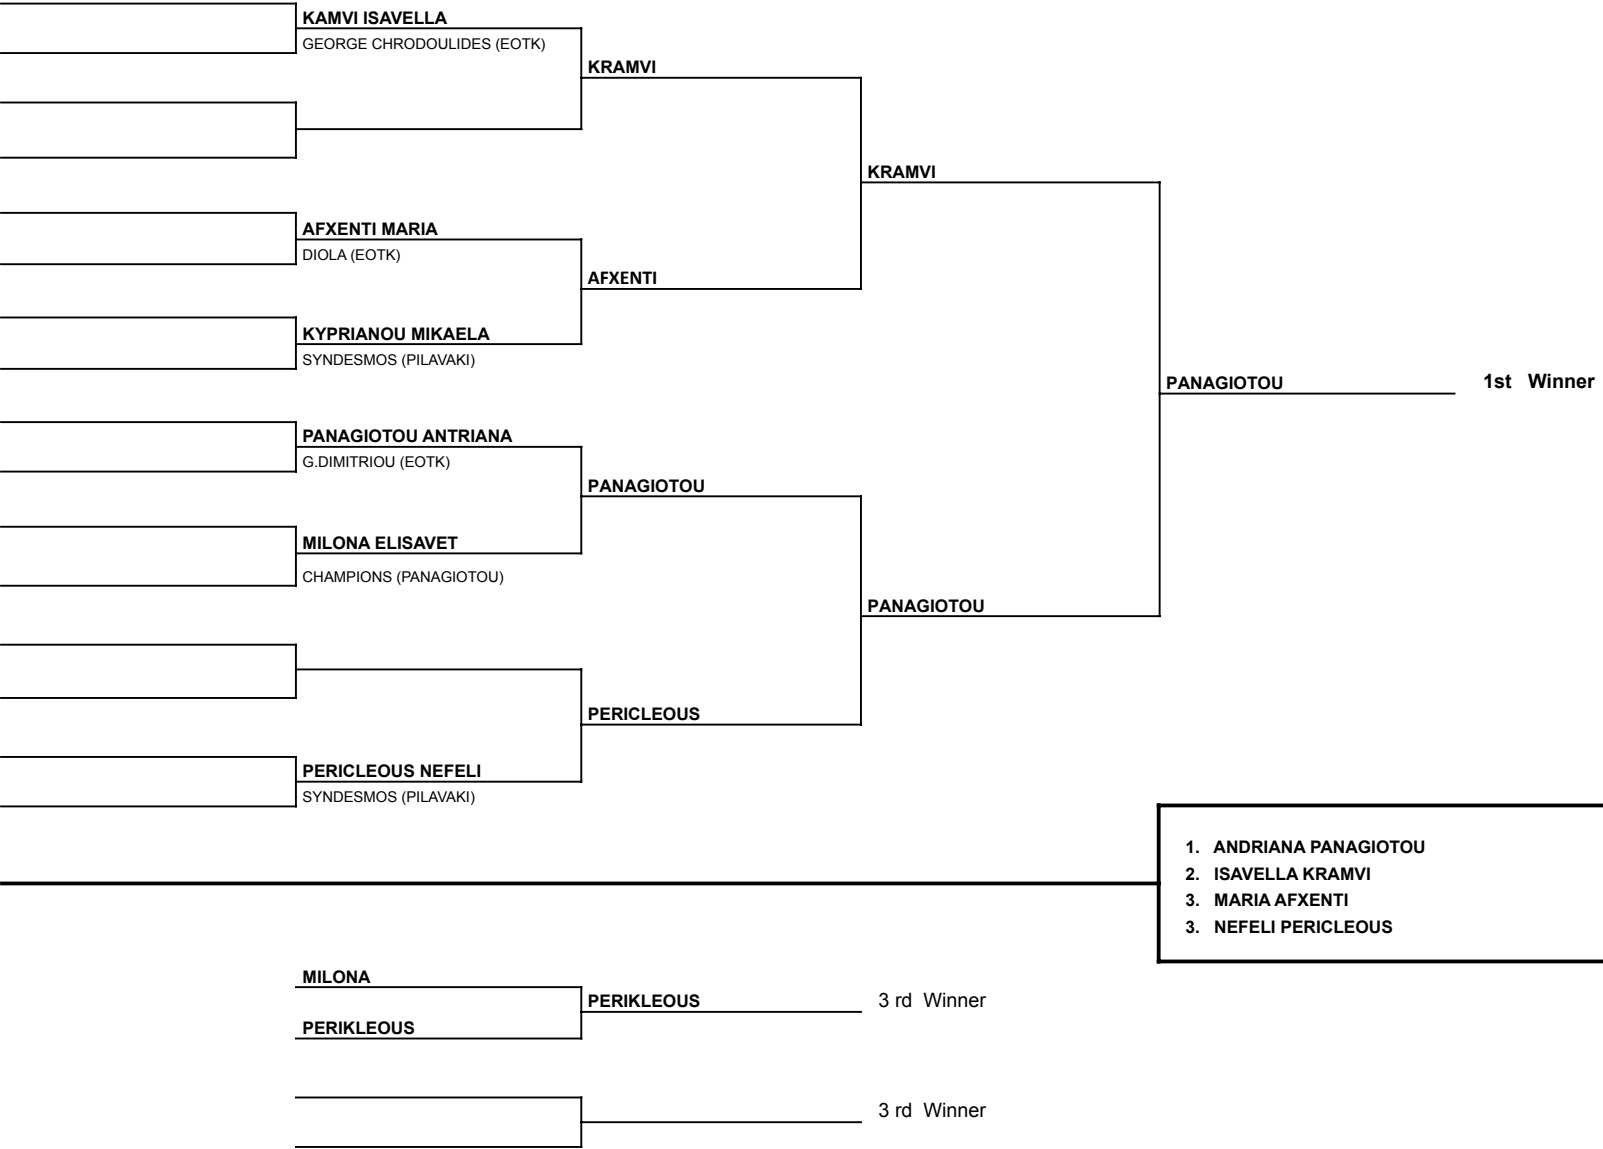 KAMVI ISAVELLA
GEORGE CHRODOULIDES (EOTK)
KRAMVI
KRAMVI
AFXENTI MARIA
DIOLA (EOTK)
AFXENTI
KYPRIANOU MIKAELA
SYNDESMOS (PILAVAKI)
PANAGIOTOU
1st Winner
PANAGIOTOU ANTRIANA
G.DIMITRIOU (EOTK)
PANAGIOTOU
MILONA ELISAVET
CHAMPIONS (PANAGIOTOU)
PANAGIOTOU
PERICLEOUS
PERICLEOUS NEFELI
SYNDESMOS (PILAVAKI)
1. ANDRIANA PANAGIOTOU
2. ISAVELLA KRAMVI
3. MARIA AFXENTI
3. NEFELI PERICLEOUS
MILONA
PERIKLEOUS
3 rd Winner
PERIKLEOUS
3 rd Winner